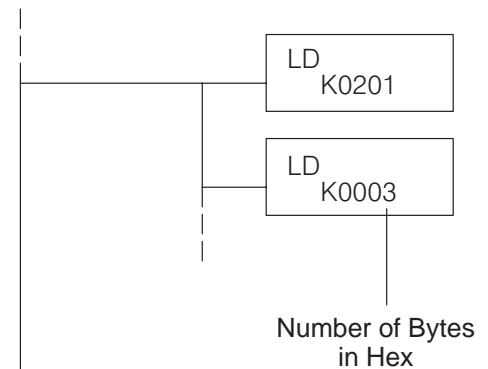 LD
K0201
LD
K0003
Number of Bytes
in Hex